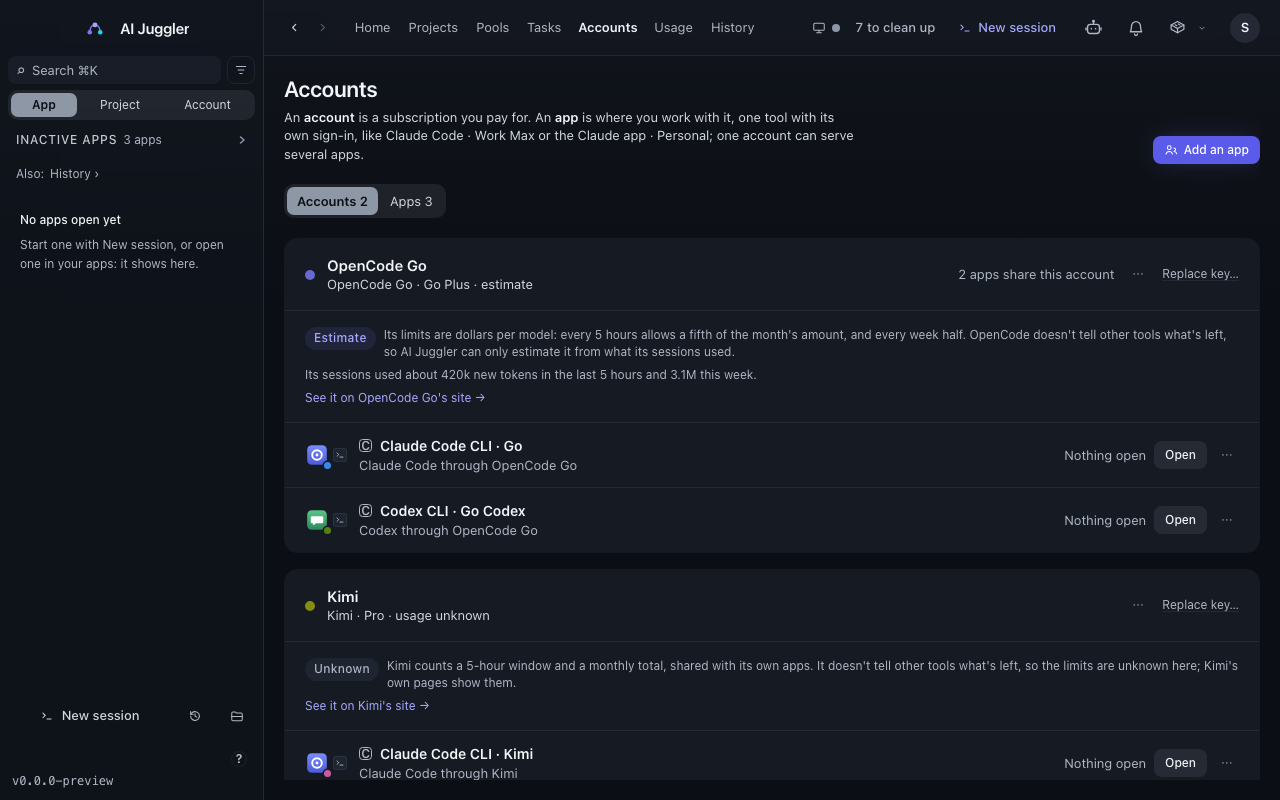 AI Juggler
Search ⌘K
App Project Account
INACTIVE APPS 3 apps
Also: History ›
No apps open yet
Start one with New session, or open
one in your apps: it shows here.
New session
?
v0.0.0-preview
Home Projects Pools Tasks Accounts Usage History
7 to clean up
New session
S
Accounts
An account is a subscription you pay for. An app is where you work with it, one tool with its
own sign-in, like Claude Code · Work Max or the Claude app · Personal; one account can serve
several apps.
Add an app
Accounts 2 Apps 3
OpenCode Go
OpenCode Go · Go Plus · estimate
2 apps share this account ··· Replace key…
Estimate Its limits are dollars per model: every 5 hours allows a fifth of the month's amount, and every week half. OpenCode doesn't tell other tools what's left,
so AI Juggler can only estimate it from what its sessions used.
Its sessions used about 420k new tokens in the last 5 hours and 3.1M this week.
See it on OpenCode Go's site →
C Claude Code CLI · Go
Claude Code through OpenCode Go
Nothing open Open ···
C Codex CLI · Go Codex
Codex through OpenCode Go
Nothing open Open ···
Kimi
Kimi · Pro · usage unknown
··· Replace key…
Unknown Kimi counts a 5-hour window and a monthly total, shared with its own apps. It doesn't tell other tools what's left, so the limits are unknown here; Kimi's
own pages show them.
See it on Kimi's site →
C Claude Code CLI · Kimi
Claude Code through Kimi
Nothing open Open ···